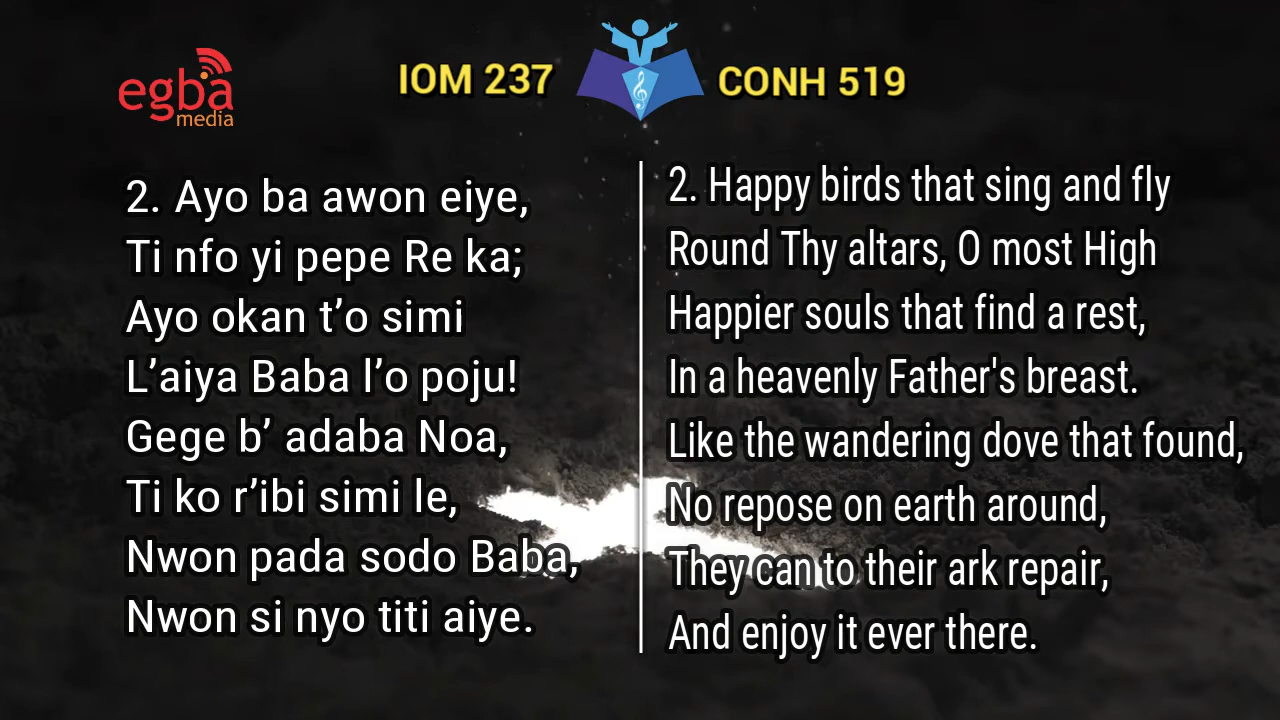 egba
media
IOM 237
CONH 519
2. Ayo ba awon eiye,
Ti nfo yi pepe Re ka;
Ayo okan t’o simi
L’aiya Baba l’o poju!
Gege b’ adaba Noa,
Ti ko r’ibi simi le,
Nwon pada sodo Baba,
Nwon si nyo titi aiye.
2. Happy birds that sing and fly
Round Thy altars, O most High
Happier souls that find a rest,
In a heavenly Father's breast.
Like the wandering dove that found,
No repose on earth around,
They can to their ark repair,
And enjoy it ever there.